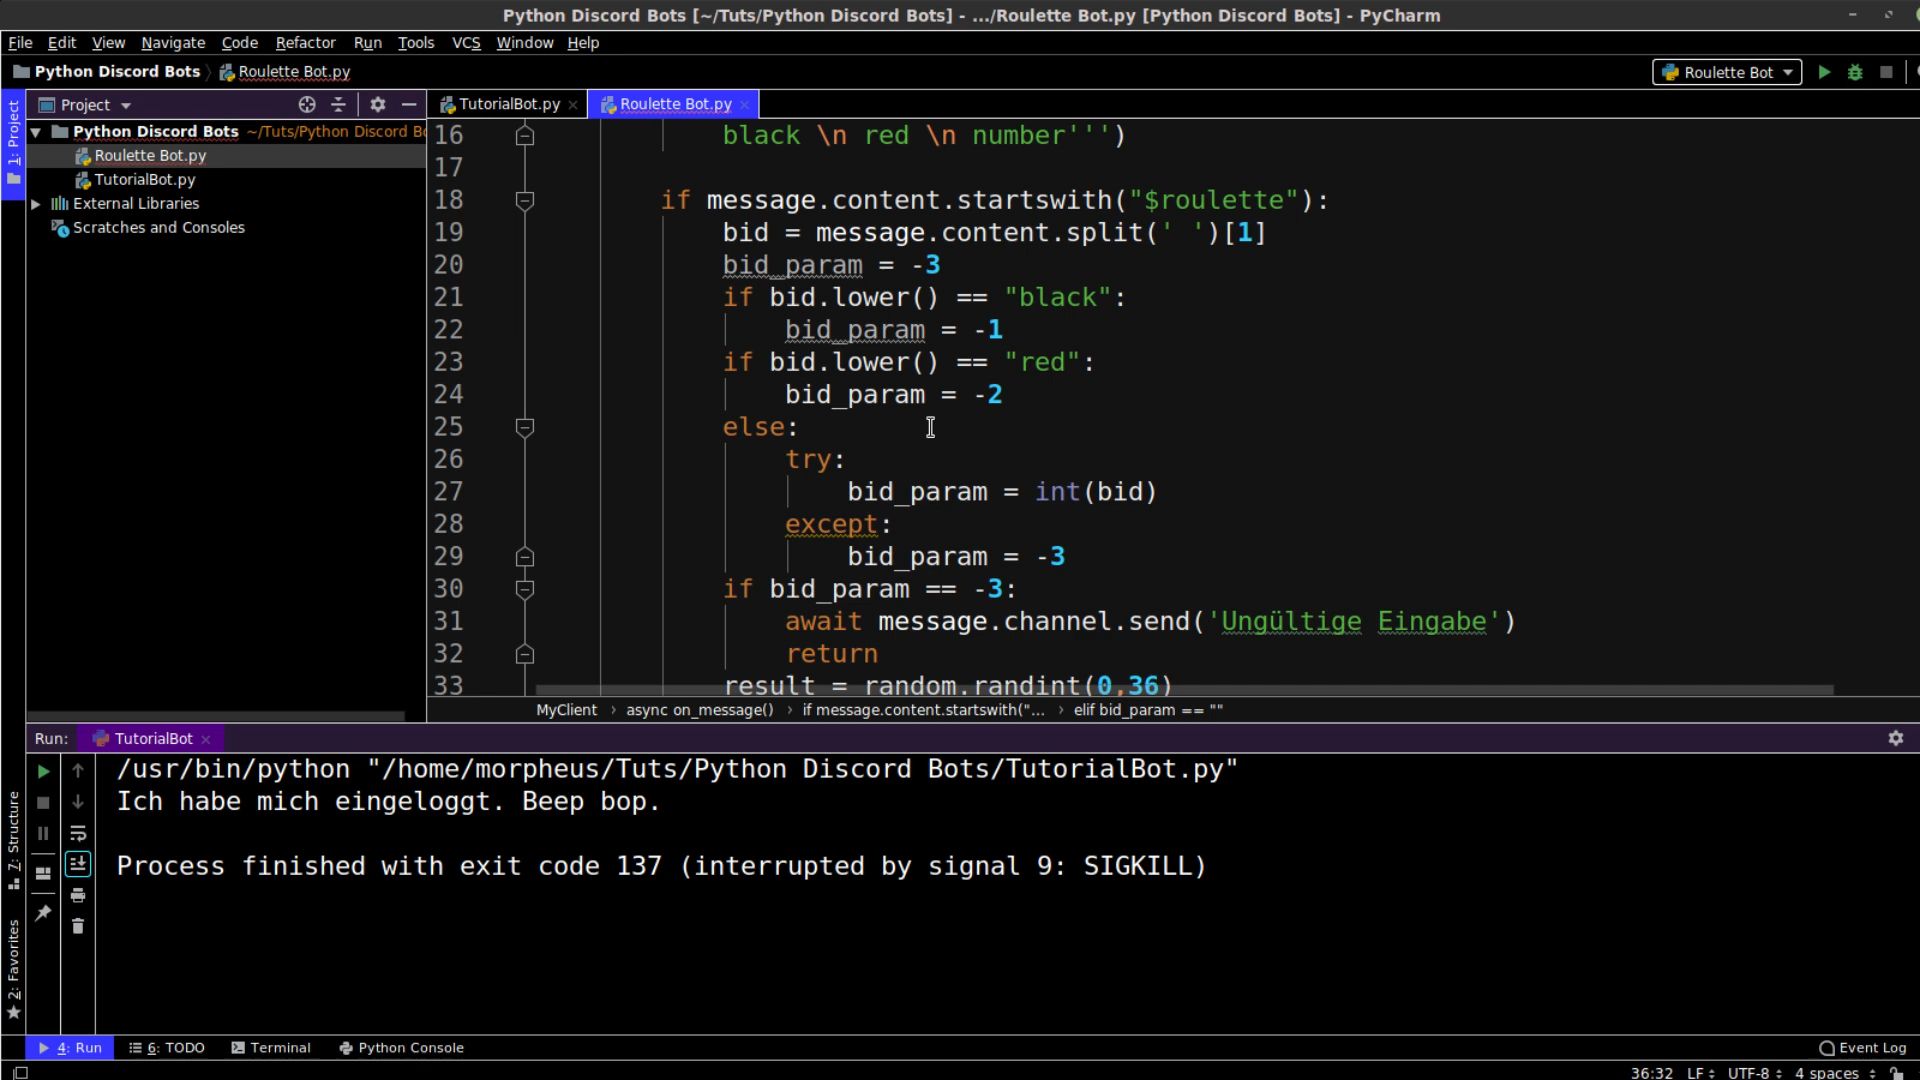 Python Discord Bots [~/Tuts/Python Discord Bots] - .../Roulette Bot.py [Python Discord Bots] - PyCharm
File Edit View Navigate Code Refactor Run Tools VCS Window Help
Python Discord Bots Roulette Bot.py Roulette Bot
1: Project
Project
TutorialBot.py Roulette Bot.py
Python Discord Bots ~/Tuts/Python Discord Bo
Roulette Bot.py
TutorialBot.py
External Libraries
Scratches and Consoles
16 black \n red \n number''')
17
18 if message.content.startswith("$roulette"):
19 bid = message.content.split(' ')[1]
20 bid_param = -3
21 if bid.lower() == "black":
22 bid_param = -1
23 if bid.lower() == "red":
24 bid_param = -2
25 else:
26 try:
27 bid_param = int(bid)
28 except:
29 bid_param = -3
30 if bid_param == -3:
31 await message.channel.send('Ungültige Eingabe')
32 return
33 result = random.randint(0,36)
MyClient › async on_message() › if message.content.startswith("... › elif bid_param == ""
Run: TutorialBot
/usr/bin/python "/home/morpheus/Tuts/Python Discord Bots/TutorialBot.py"
Ich habe mich eingeloggt. Beep bop.
Process finished with exit code 137 (interrupted by signal 9: SIGKILL)
7: Structure
2: Favorites
4: Run 6: TODO Terminal Python Console Event Log
36:32 LF UTF-8 4 spaces